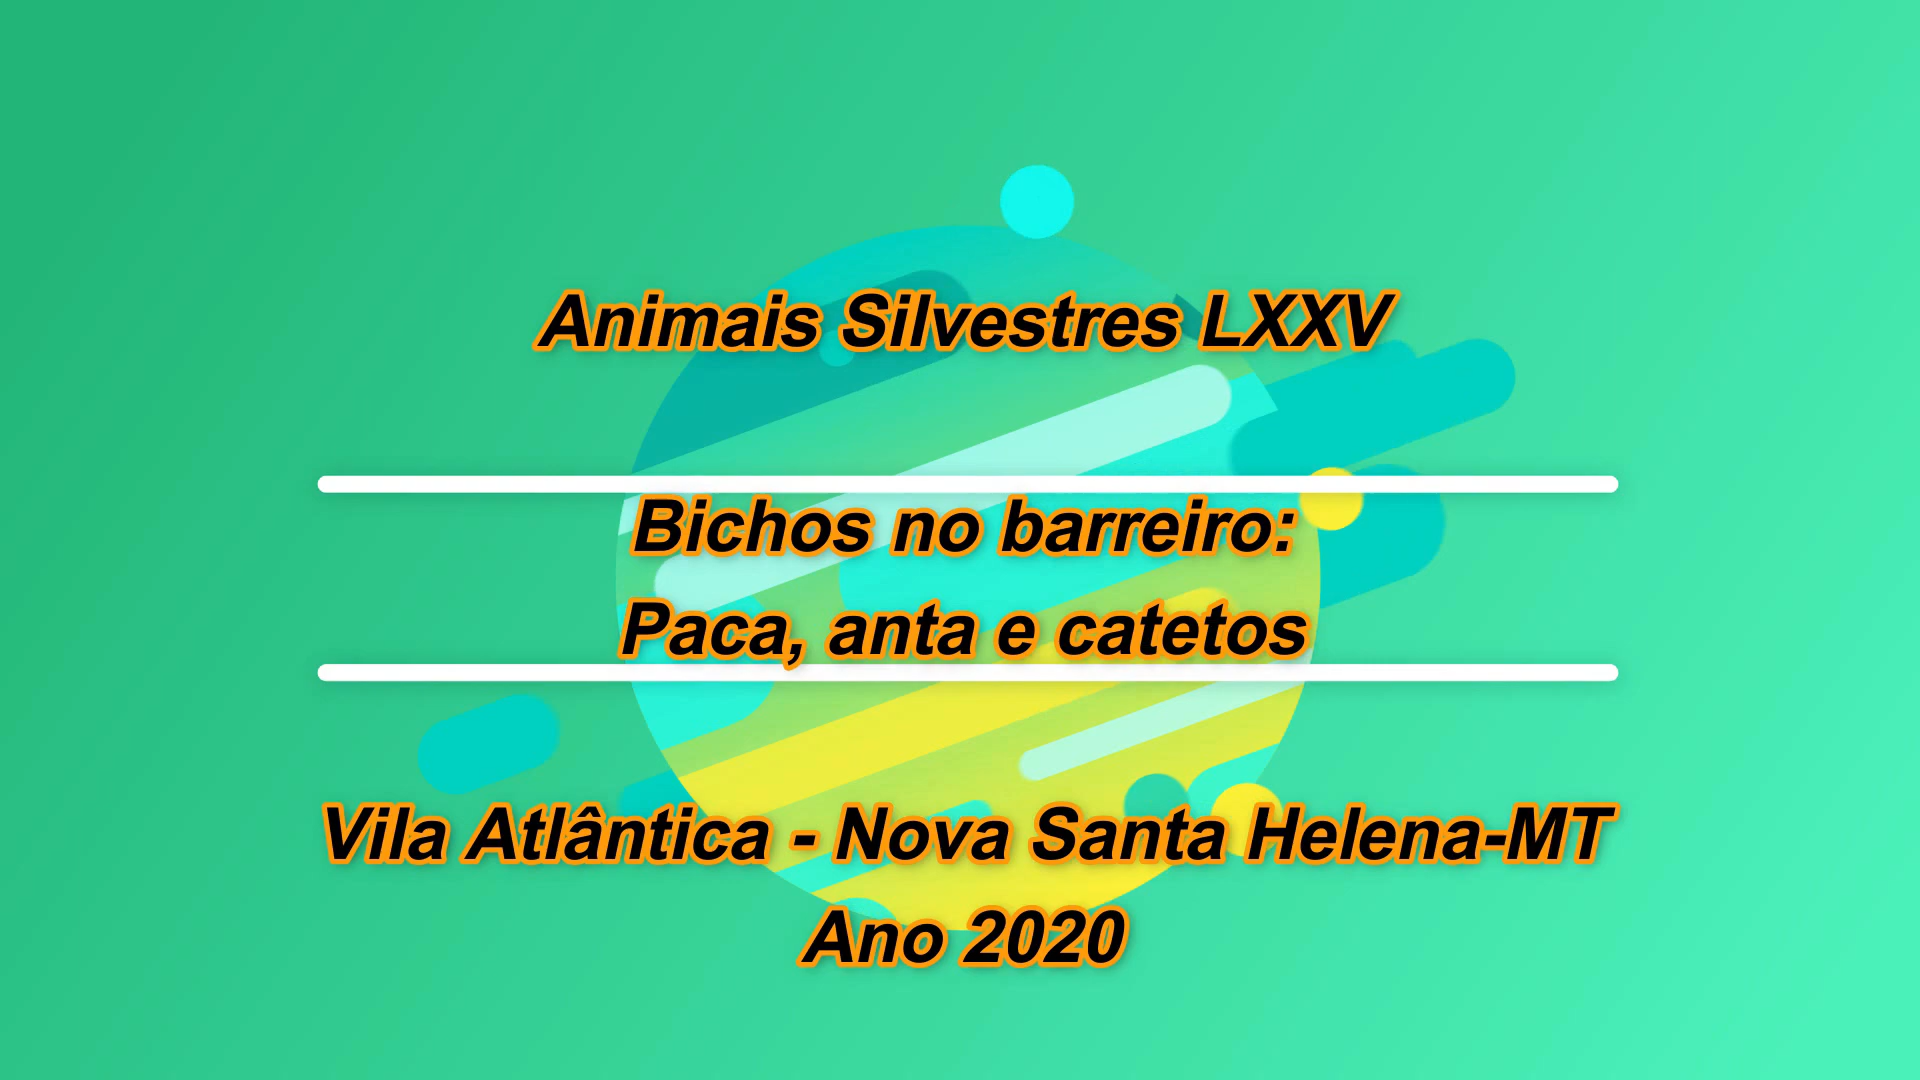 Animais Silvestres LXXV
Bichos no barreiro:
Paca, anta e catetos
Vila Atlântica - Nova Santa Helena-MT
Ano 2020